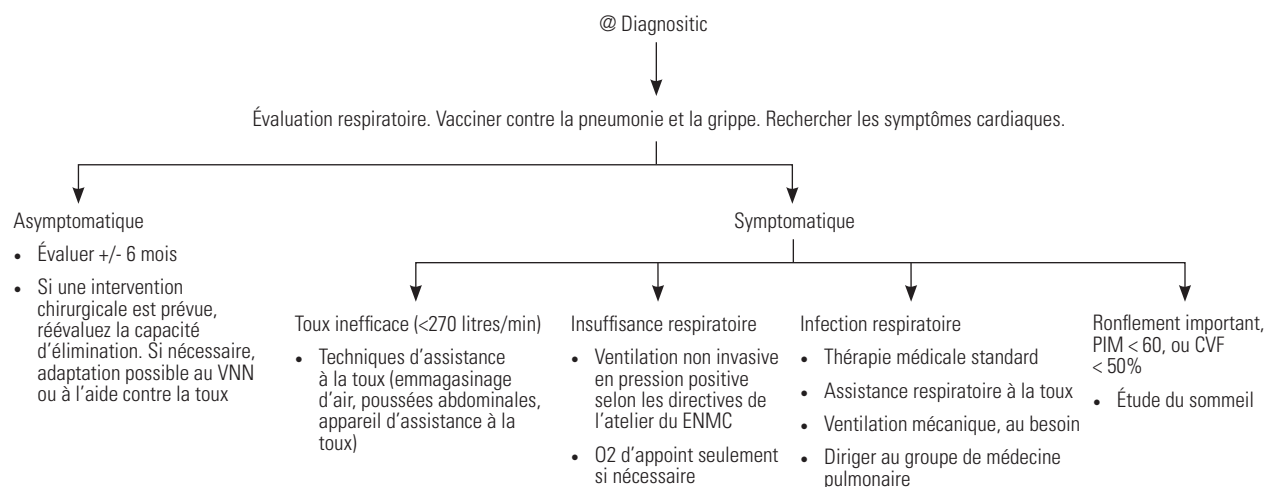 @ Diagnositic
Évaluation respiratoire. Vacciner contre la pneumonie et la grippe. Rechercher les symptômes cardiaques.
Asymptomatique
• Évaluer +/- 6 mois
• Si une intervention
chirurgicale est prévue,
réévaluez la capacité
d'élimination. Si nécessaire,
adaptation possible au VNN
ou à l'aide contre la toux
Symptomatique
Toux inefficace (<270 litres/min)
• Techniques d'assistance
à la toux (emmagasinage
d'air, poussées abdominales,
appareil d'assistance à la
toux)
Insuffisance respiratoire
• Ventilation non invasive
en pression positive
selon les directives de
l'atelier du ENMC
• O2 d'appoint seulement
si nécessaire
Infection respiratoire
• Thérapie médicale standard
• Assistance respiratoire à la toux
• Ventilation mécanique, au besoin
• Diriger au groupe de médecine
pulmonaire
Ronflement important,
PIM < 60, ou CVF
< 50%
• Étude du sommeil